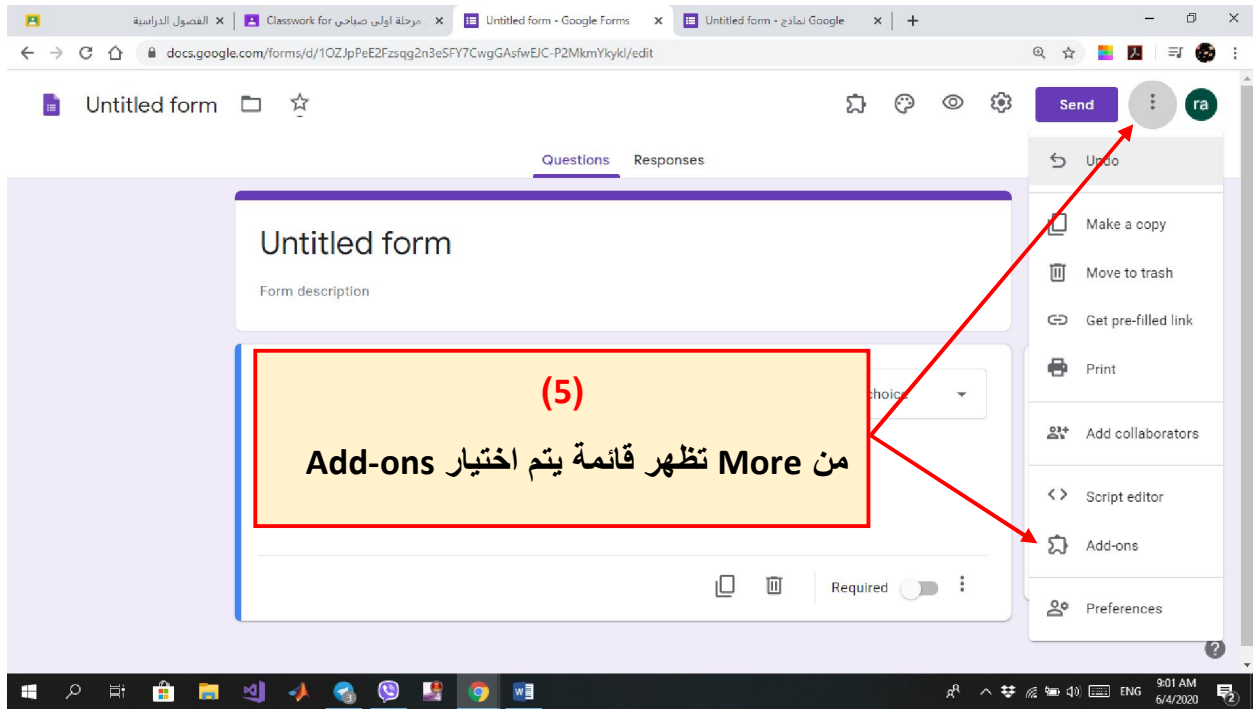 الفصول الدراسية
Classwork for مرحلة اولى صباحي
Untitled form - Google Forms
Untitled form - نماذج Google
docs.google.com/forms/d/1OZJpPeE2Fzsqg2n3eSFY7CwgGAsfwEJC-P2MkmYkykI/edit
Untitled form
Send
ra
Questions Responses
Undo
Make a copy
Move to trash
Get pre-filled link
Print
Add collaborators
Script editor
Add-ons
Preferences
Untitled form
Form description
choice
(5)
من More تظهر قائمة يتم اختيار Add-ons
Required
ENG
9:01 AM
6/4/2020
2